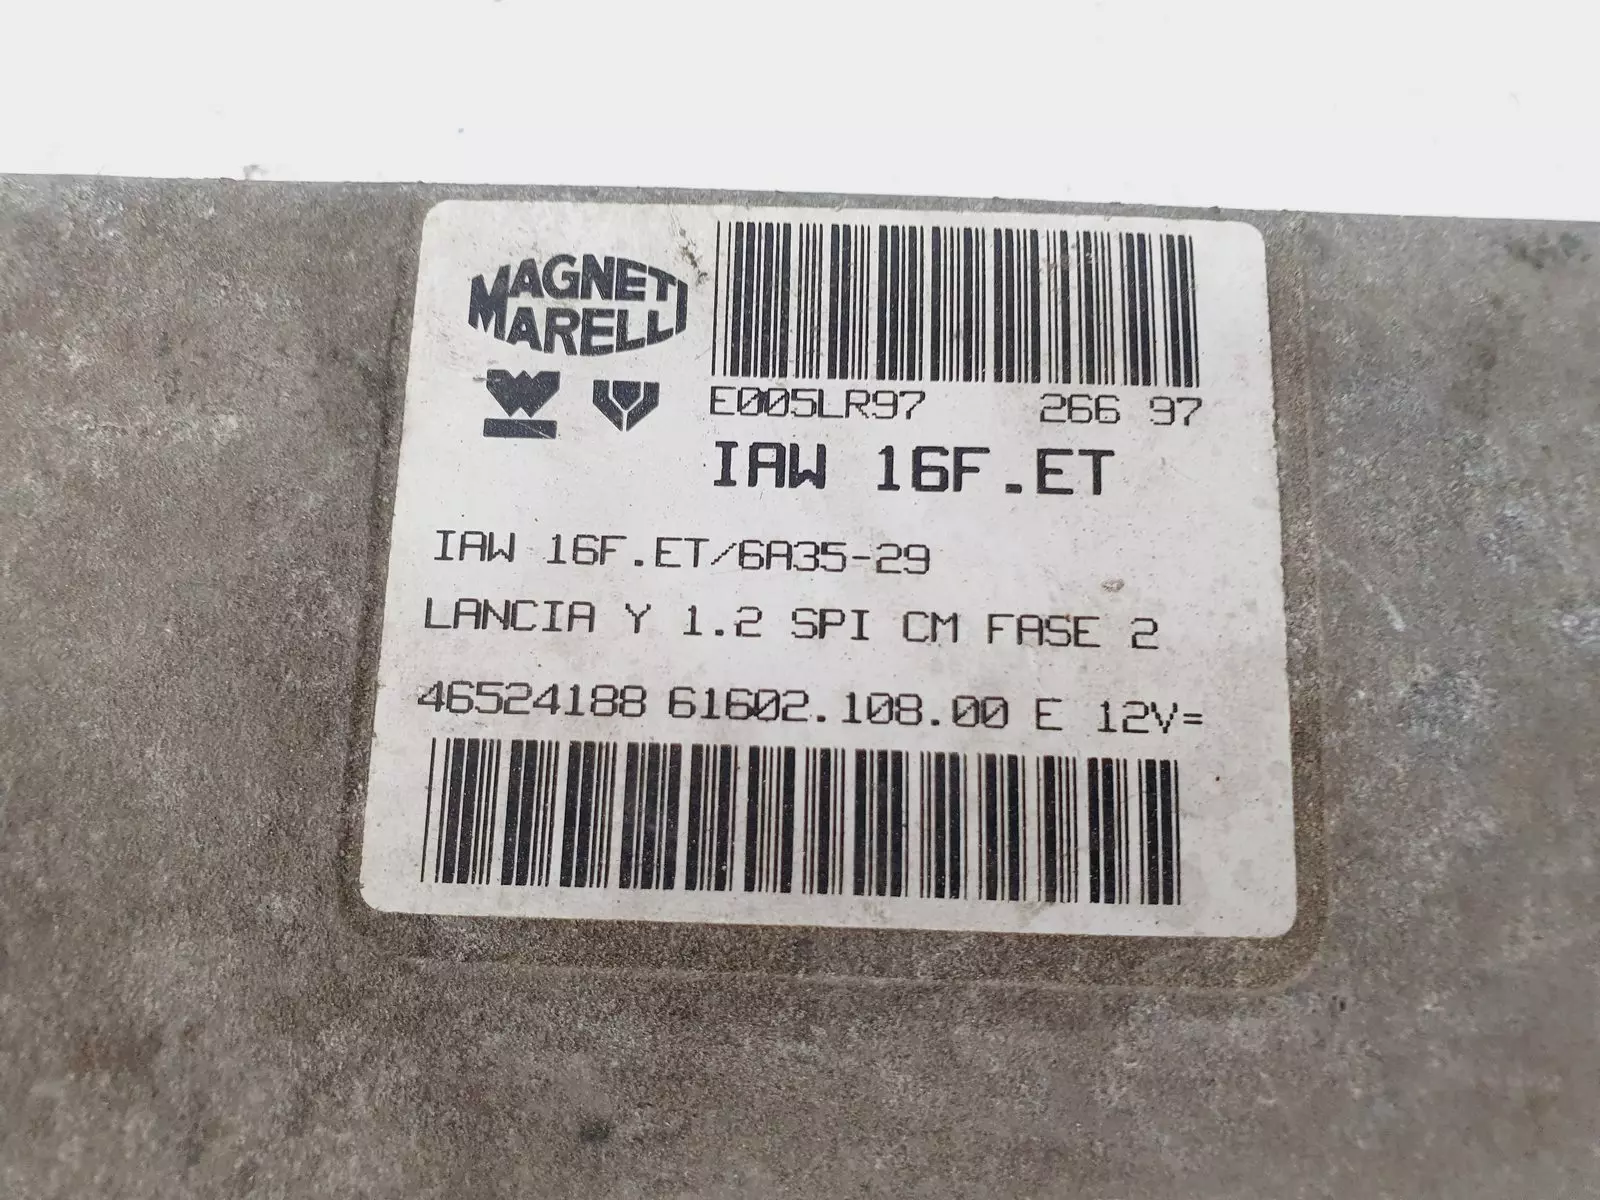 MAGNETI
MARELLI
E005LR97 266 97
IAW 16F.ET
IAW 16F.ET/6A35-29
LANCIA Y 1.2 SPI CM FASE 2
46524188 61602.108.00 E 12V=